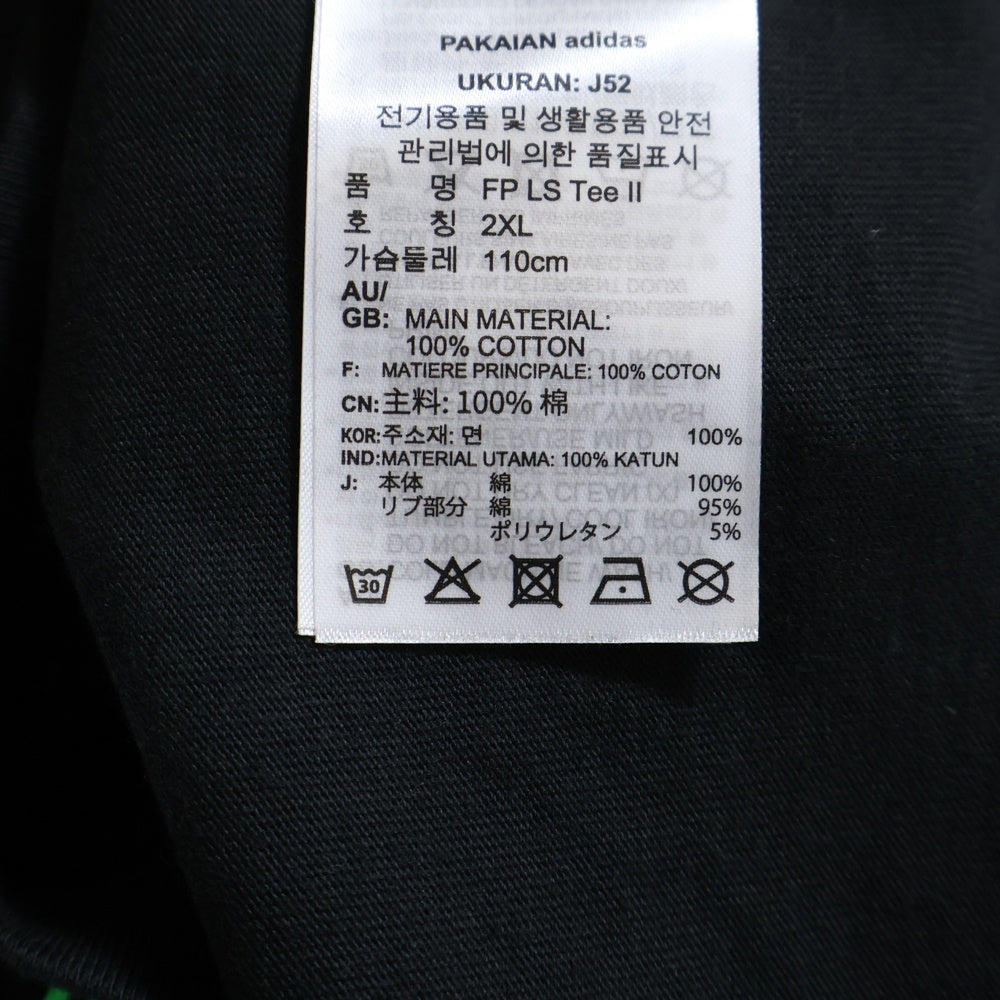 PAKAIAN adidas
UKURAN: J52
전기용품 및 생활용품 안전
관리법에 의한 품질표시
품 명 FP LS Tee II
호 칭 2XL
가슴둘레 110cm
AU/
GB: MAIN MATERIAL:
100% COTTON
F: MATIERE PRINCIPALE: 100% COTON
CN: 主料: 100% 棉
KOR: 주소재: 면 100%
IND: MATERIAL UTAMA: 100% KATUN
J: 本体 綿 100%
リブ部分 綿 95%
ポリウレタン 5%
30